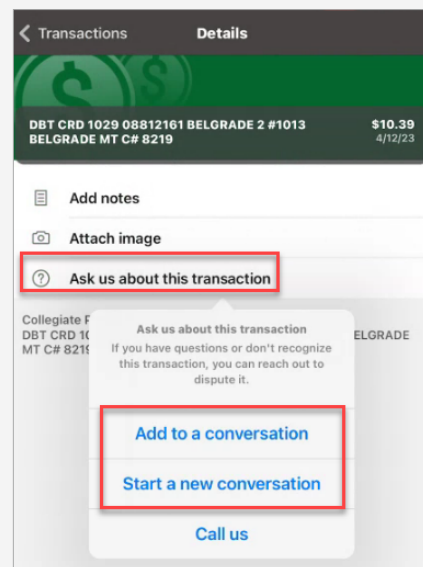 Transactions
Details
DBT CRD 1029 08812161 BELGRADE 2 #1013
BELGRADE MT C# 8219
$10.39
4/12/23
Add notes
Attach image
Ask us about this transaction
Collegiate
DBT CRD
ELGRADE
MT C# 8219
Ask us about this transaction
If you have questions or don't recognize
this transaction, you can reach out to
dispute it.
Add to a conversation
Start a new conversation
Call us